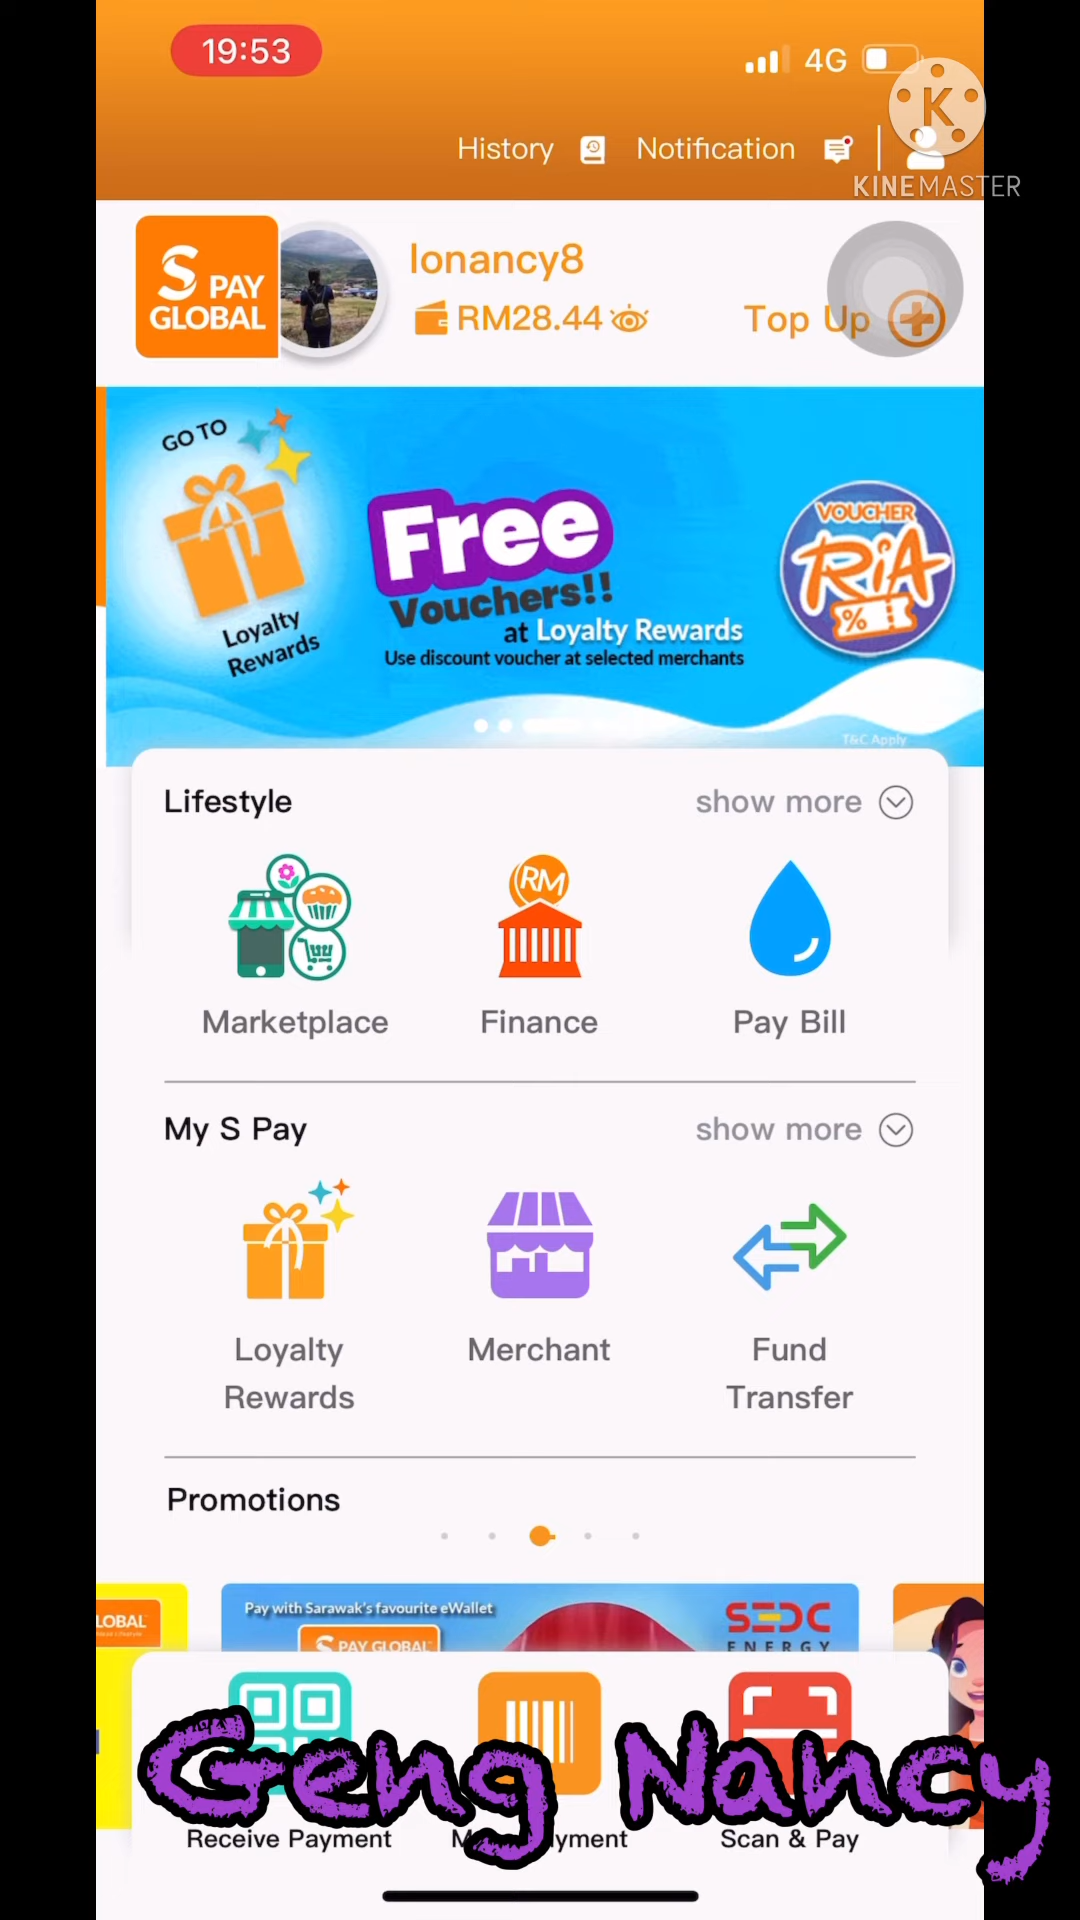 19:53
4G
K
KINEMASTER
History
Notification
S PAY
GLOBAL
lonancy8
RM28.44
Top Up
GO TO
Loyalty
Rewards
Free
Vouchers!!
at Loyalty Rewards
Use discount voucher at selected merchants
VOUCHER
RiA
%
T&C Apply
Lifestyle
show more
RM
Marketplace
Finance
Pay Bill
My S Pay
show more
Loyalty
Rewards
Merchant
Fund
Transfer
Promotions
LOBAL
Pay with Sarawak's favourite eWallet
S PAY GLOBAL
SEDC
ENERGY
Geng Nancy
Receive Payment
Scan & Pay